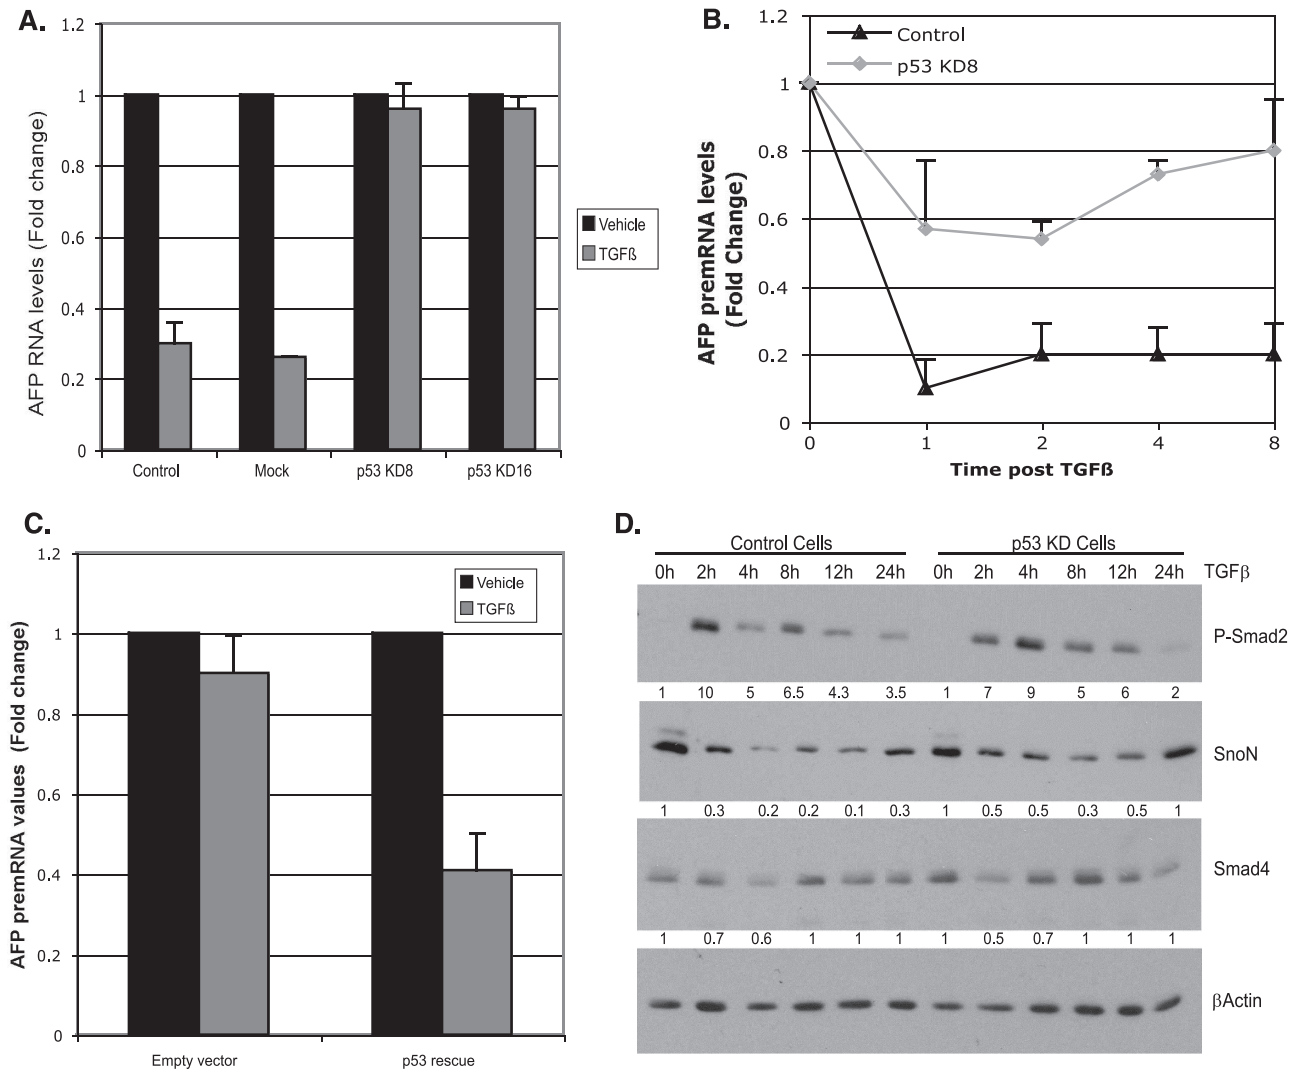 A.
AFP RNA levels (Fold change)
1.2
1
0.8
0.6
0.4
0.2
0
Control Mock p53 KD8 p53 KD16
Vehicle
TGFß
B.
AFP premRNA levels
(Fold Change)
1.2
1
0.8
0.6
0.4
0.2
0
Control
p53 KD8
0 1 2 4 8
Time post TGFß
C.
AFP premRNA values (Fold change)
1.2
1
0.8
0.6
0.4
0.2
0
Vehicle
TGFß
Empty vector p53 rescue
D.
Control Cells p53 KD Cells
0h 2h 4h 8h 12h 24h 0h 2h 4h 8h 12h 24h TGFβ
P-Smad2
1 10 5 6.5 4.3 3.5 1 7 9 5 6 2
SnoN
1 0.3 0.2 0.2 0.1 0.3 1 0.5 0.5 0.3 0.5 1
Smad4
1 0.7 0.6 1 1 1 1 0.5 0.7 1 1 1
βActin